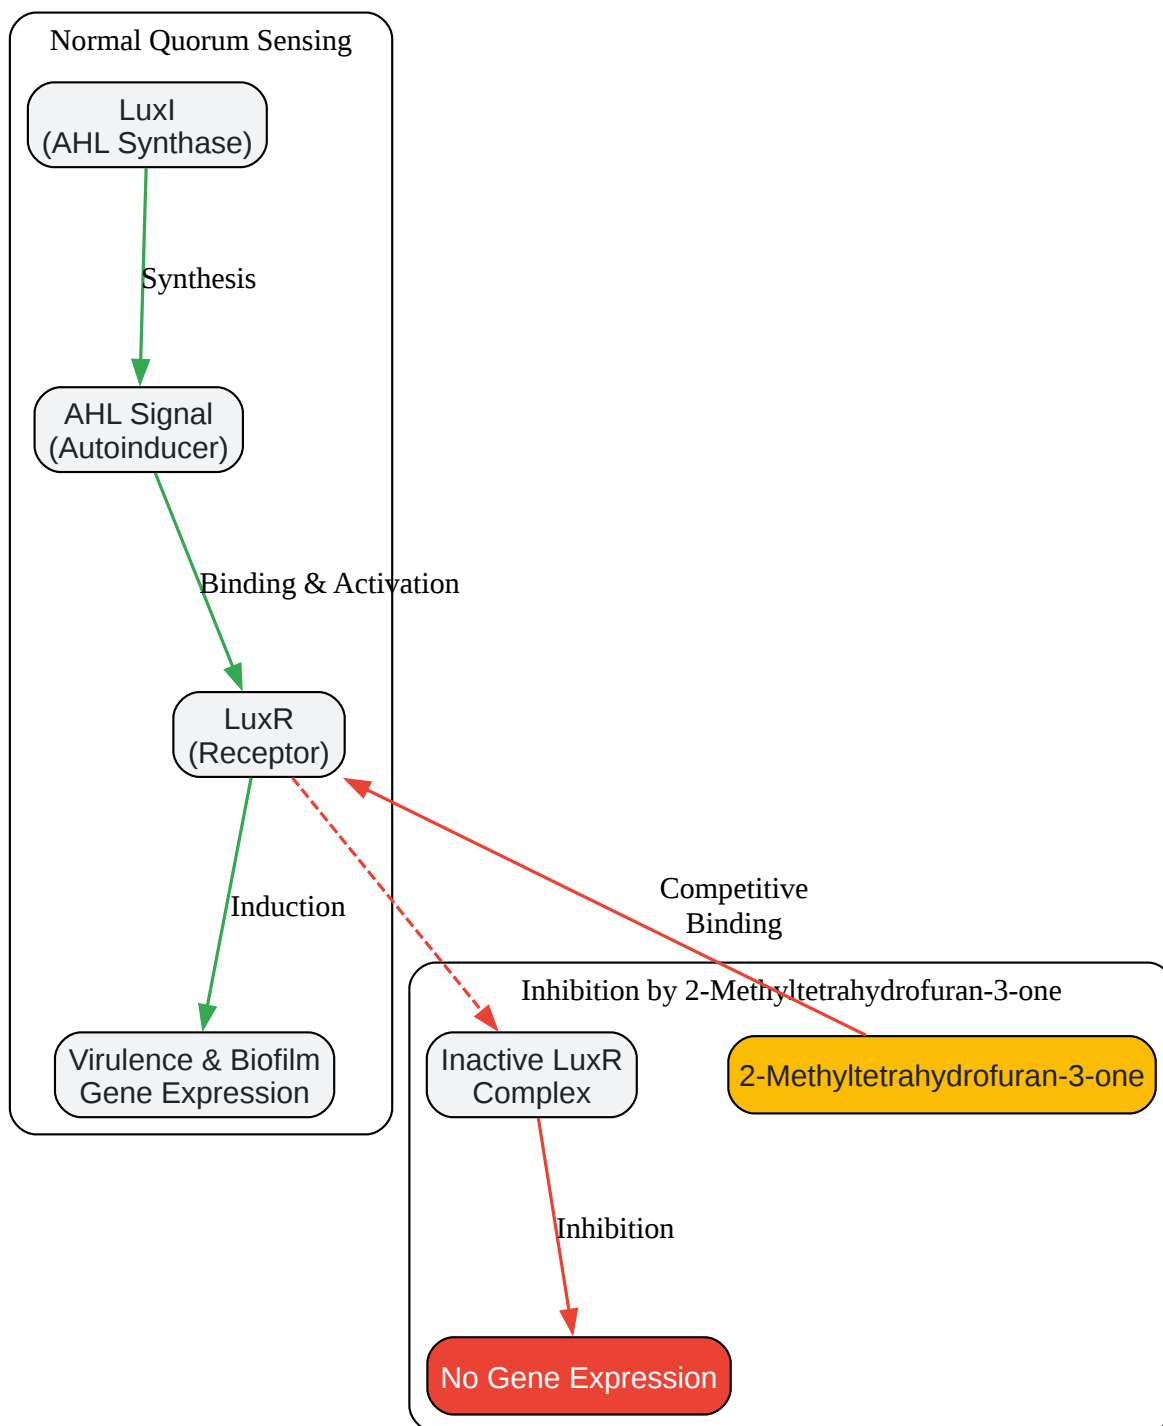 Normal Quorum Sensing
LuxI
(AHL Synthase)
Synthesis
AHL Signal
(Autoinducer)
Binding & Activation
LuxR
(Receptor)
Induction
Competitive
Binding
Virulence & Biofilm
Gene Expression
Inhibition by 2-Methyltetrahydrofuran-3-one
Inactive LuxR
Complex
2-Methyltetrahydrofuran-3-one
Inhibition
No Gene Expression